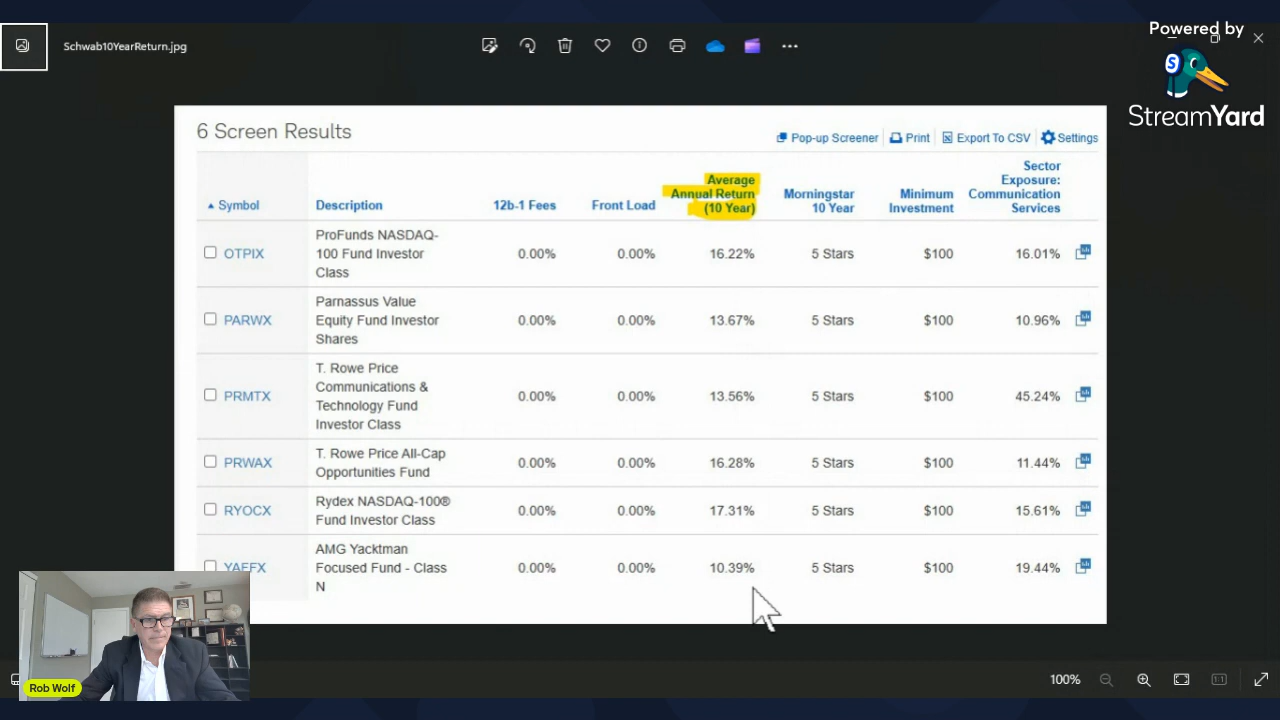 Schwab10YearReturn.jpg
Powered by
S
StreamYard
6 Screen Results
Pop-up Screener
Print
Export To CSV
Settings
Symbol
Description
12b-1 Fees
Front Load
Average
Annual Return
(10 Year)
Morningstar
10 Year
Minimum
Investment
Sector
Exposure:
Communication
Services
OTPIX
ProFunds NASDAQ-
100 Fund Investor
Class
0.00%
0.00%
16.22%
5 Stars
$100
16.01%
PARWX
Parnassus Value
Equity Fund Investor
Shares
0.00%
0.00%
13.67%
5 Stars
$100
10.96%
PRMTX
T. Rowe Price
Communications &
Technology Fund
Investor Class
0.00%
0.00%
13.56%
5 Stars
$100
45.24%
PRWAX
T. Rowe Price All-Cap
Opportunities Fund
0.00%
0.00%
16.28%
5 Stars
$100
11.44%
RYOCX
Rydex NASDAQ-100®
Fund Investor Class
0.00%
0.00%
17.31%
5 Stars
$100
15.61%
YAFFX
AMG Yacktman
Focused Fund - Class
N
0.00%
0.00%
10.39%
5 Stars
$100
19.44%
Rob Wolf
100%
1:1